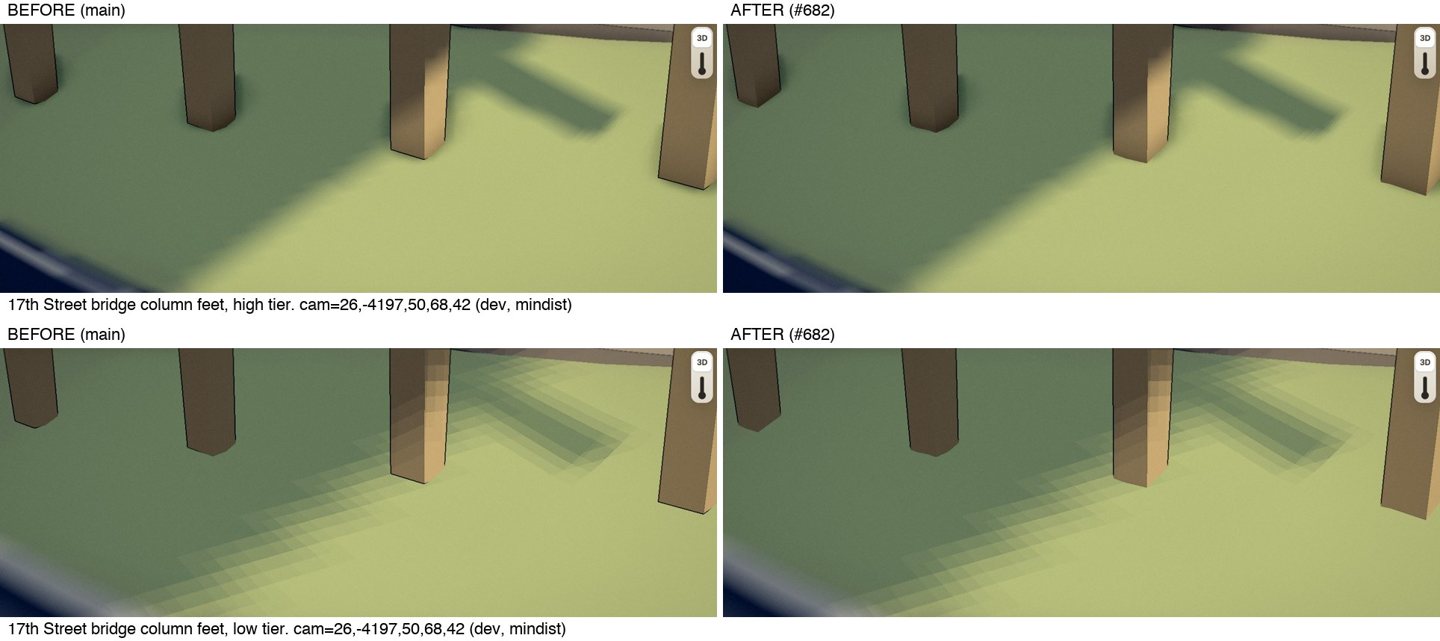 BEFORE (main)
AFTER (#682)
3D
3D
17th Street bridge column feet, high tier. cam=26,-4197,50,68,42 (dev, mindist)
BEFORE (main)
AFTER (#682)
3D
3D
17th Street bridge column feet, low tier. cam=26,-4197,50,68,42 (dev, mindist)